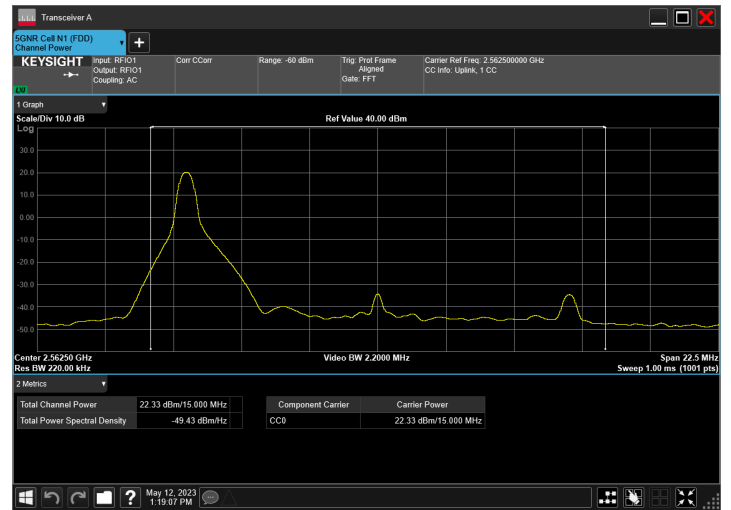 Transceiver A
5GNR Cell N1 (FDD)
Channel Power
KEYSIGHT
LXI
Input: RFIO1
Output: RFIO1
Coupling: AC
Corr CCorr
Range: -60 dBm
Trig: Prot Frame
Aligned
Gate: FFT
Carrier Ref Freq: 2.562500000 GHz
CC Info: Uplink, 1 CC
1 Graph
Scale/Div 10.0 dB
Ref Value 40.00 dBm
Log
30.0
20.0
10.0
0.00
-10.0
-20.0
-30.0
-40.0
-50.0
Center 2.56250 GHz
Video BW 2.2000 MHz
Span 22.5 MHz
Res BW 220.00 kHz
Sweep 1.00 ms (1001 pts)
2 Metrics
Total Channel Power 22.33 dBm/15.000 MHz
Total Power Spectral Density -49.43 dBm/Hz
Component Carrier Carrier Power
CC0 22.33 dBm/15.000 MHz
?
May 12, 2023
1:19:07 PM